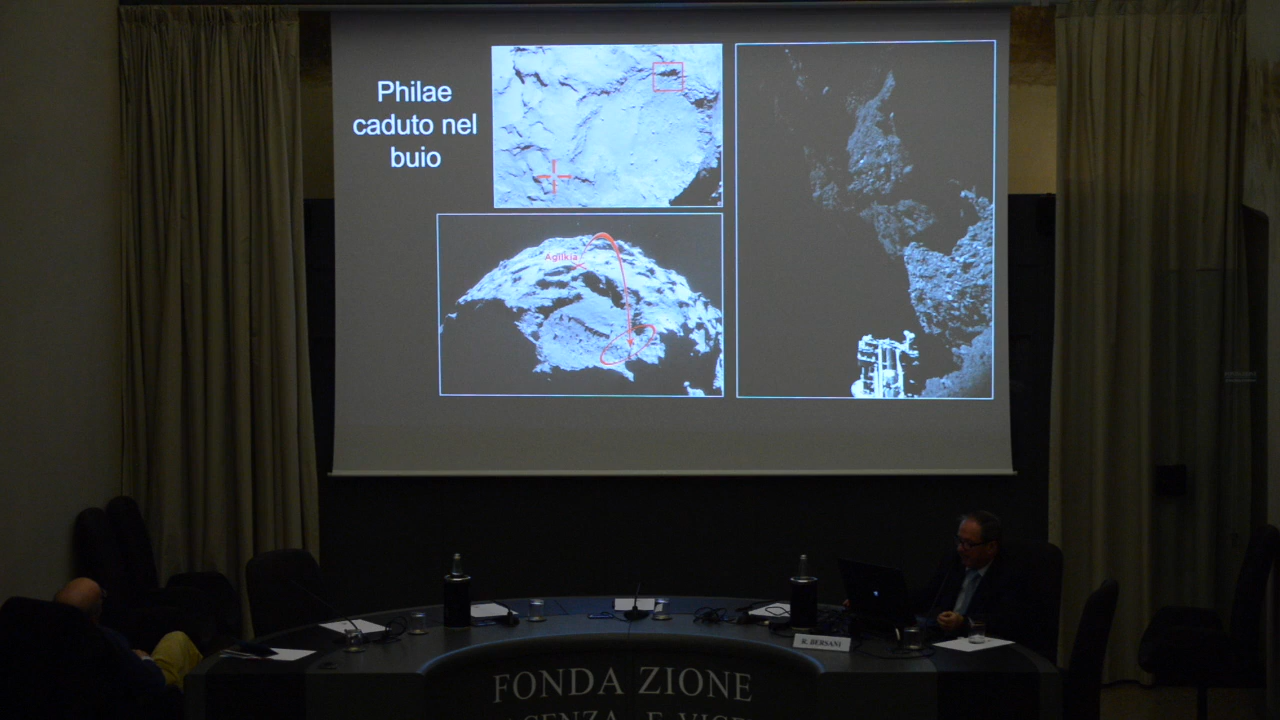 Philae
caduto nel
buio
Agilkia
R. BERSANI
FONDAZIONE